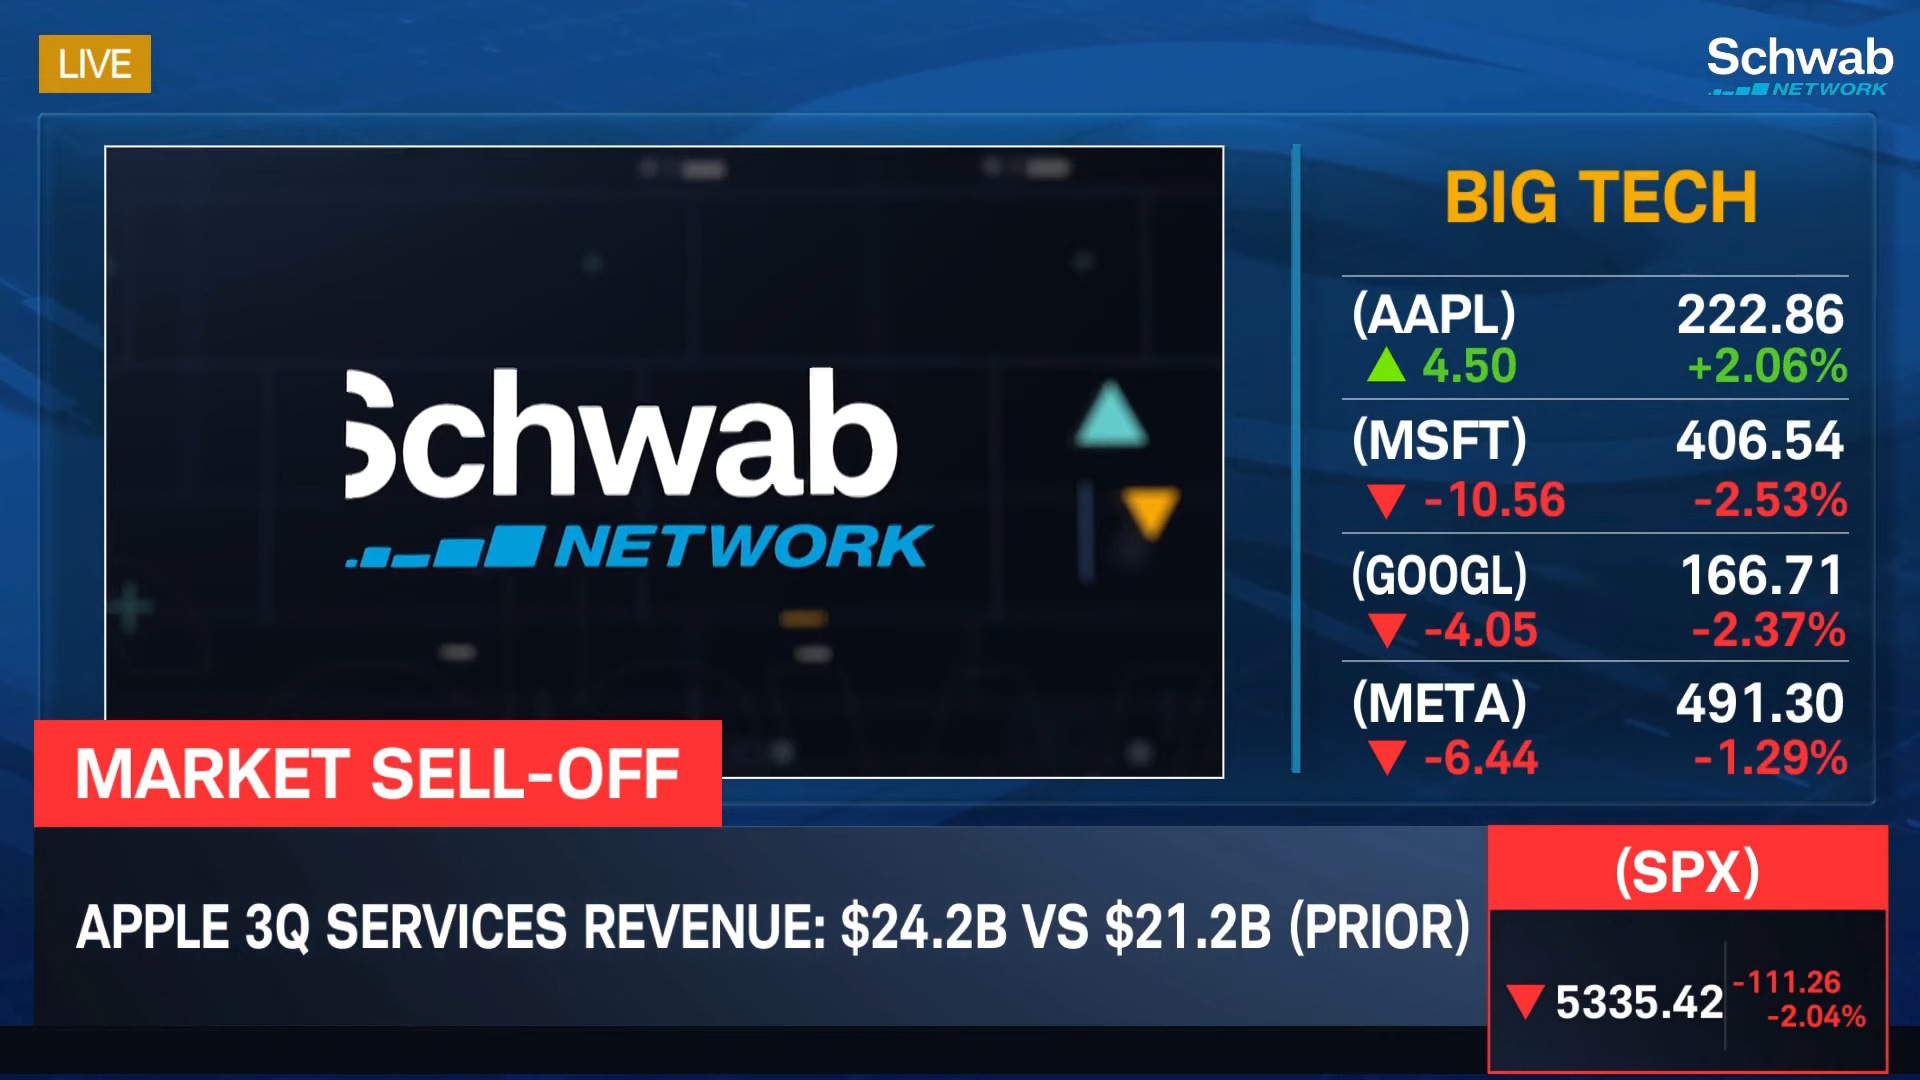 LIVE
Schwab
NETWORK
Schwab
NETWORK
BIG TECH
(AAPL) 222.86
▲ 4.50 +2.06%
(MSFT) 406.54
▼ -10.56 -2.53%
(GOOGL) 166.71
▼ -4.05 -2.37%
(META) 491.30
▼ -6.44 -1.29%
MARKET SELL-OFF
APPLE 3Q SERVICES REVENUE: $24.2B VS $21.2B (PRIOR)
(SPX)
▼ 5335.42 -111.26
-2.04%